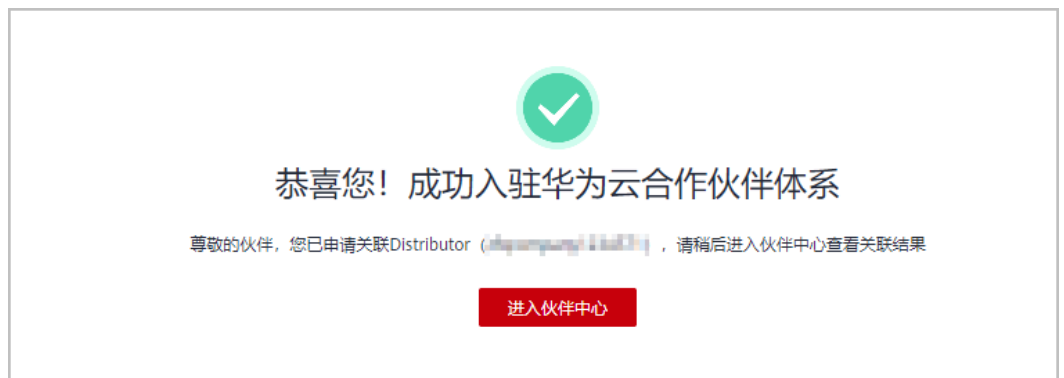 恭喜您！成功入驻华为云合作伙伴体系
尊敬的伙伴，您已申请关联Distributor（），请稍后进入伙伴中心查看关联结果
进入伙伴中心